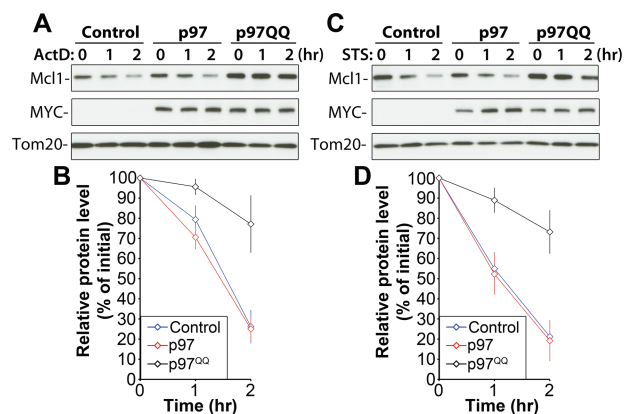 A
Control p97 p97QQ
ActD: 0 1 2 0 1 2 0 1 2 (hr)
Mcl1-
MYC-
Tom20-
C
Control p97 p97QQ
STS: 0 1 2 0 1 2 0 1 2 (hr)
Mcl1-
MYC-
Tom20-
B
Relative protein level
(% of initial)
100
90
80
70
60
50
40
30
20
10
0
Control
p97
p97QQ
0 1 2
Time (hr)
D
Relative protein level
(% of initial)
100
90
80
70
60
50
40
30
20
10
0
Control
p97
p97QQ
0 1 2
Time (hr)